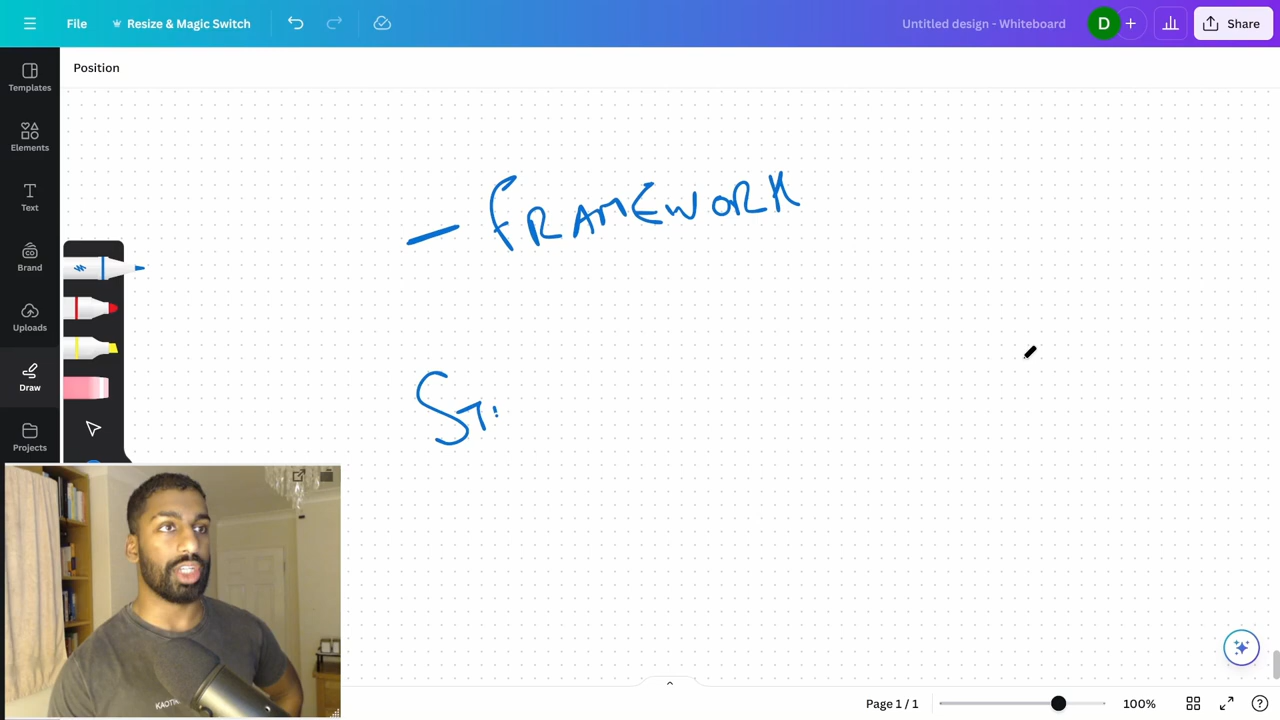 File
Resize & Magic Switch
Untitled design - Whiteboard
D
+
Share
Templates
Position
Elements
Text
Brand
Uploads
Draw
Projects
– FRAMEWORK
Page 1 / 1
100%